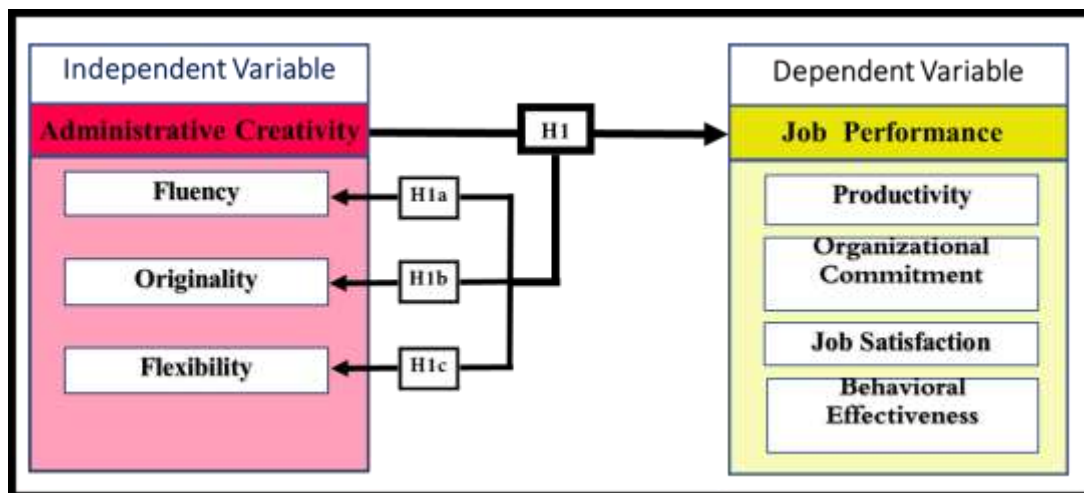 Independent Variable
Administrative Creativity
Fluency
Originality
Flexibility
H1
H1a
H1b
H1c
Dependent Variable
Job Performance
Productivity
Organizational
Commitment
Job Satisfaction
Behavioral
Effectiveness